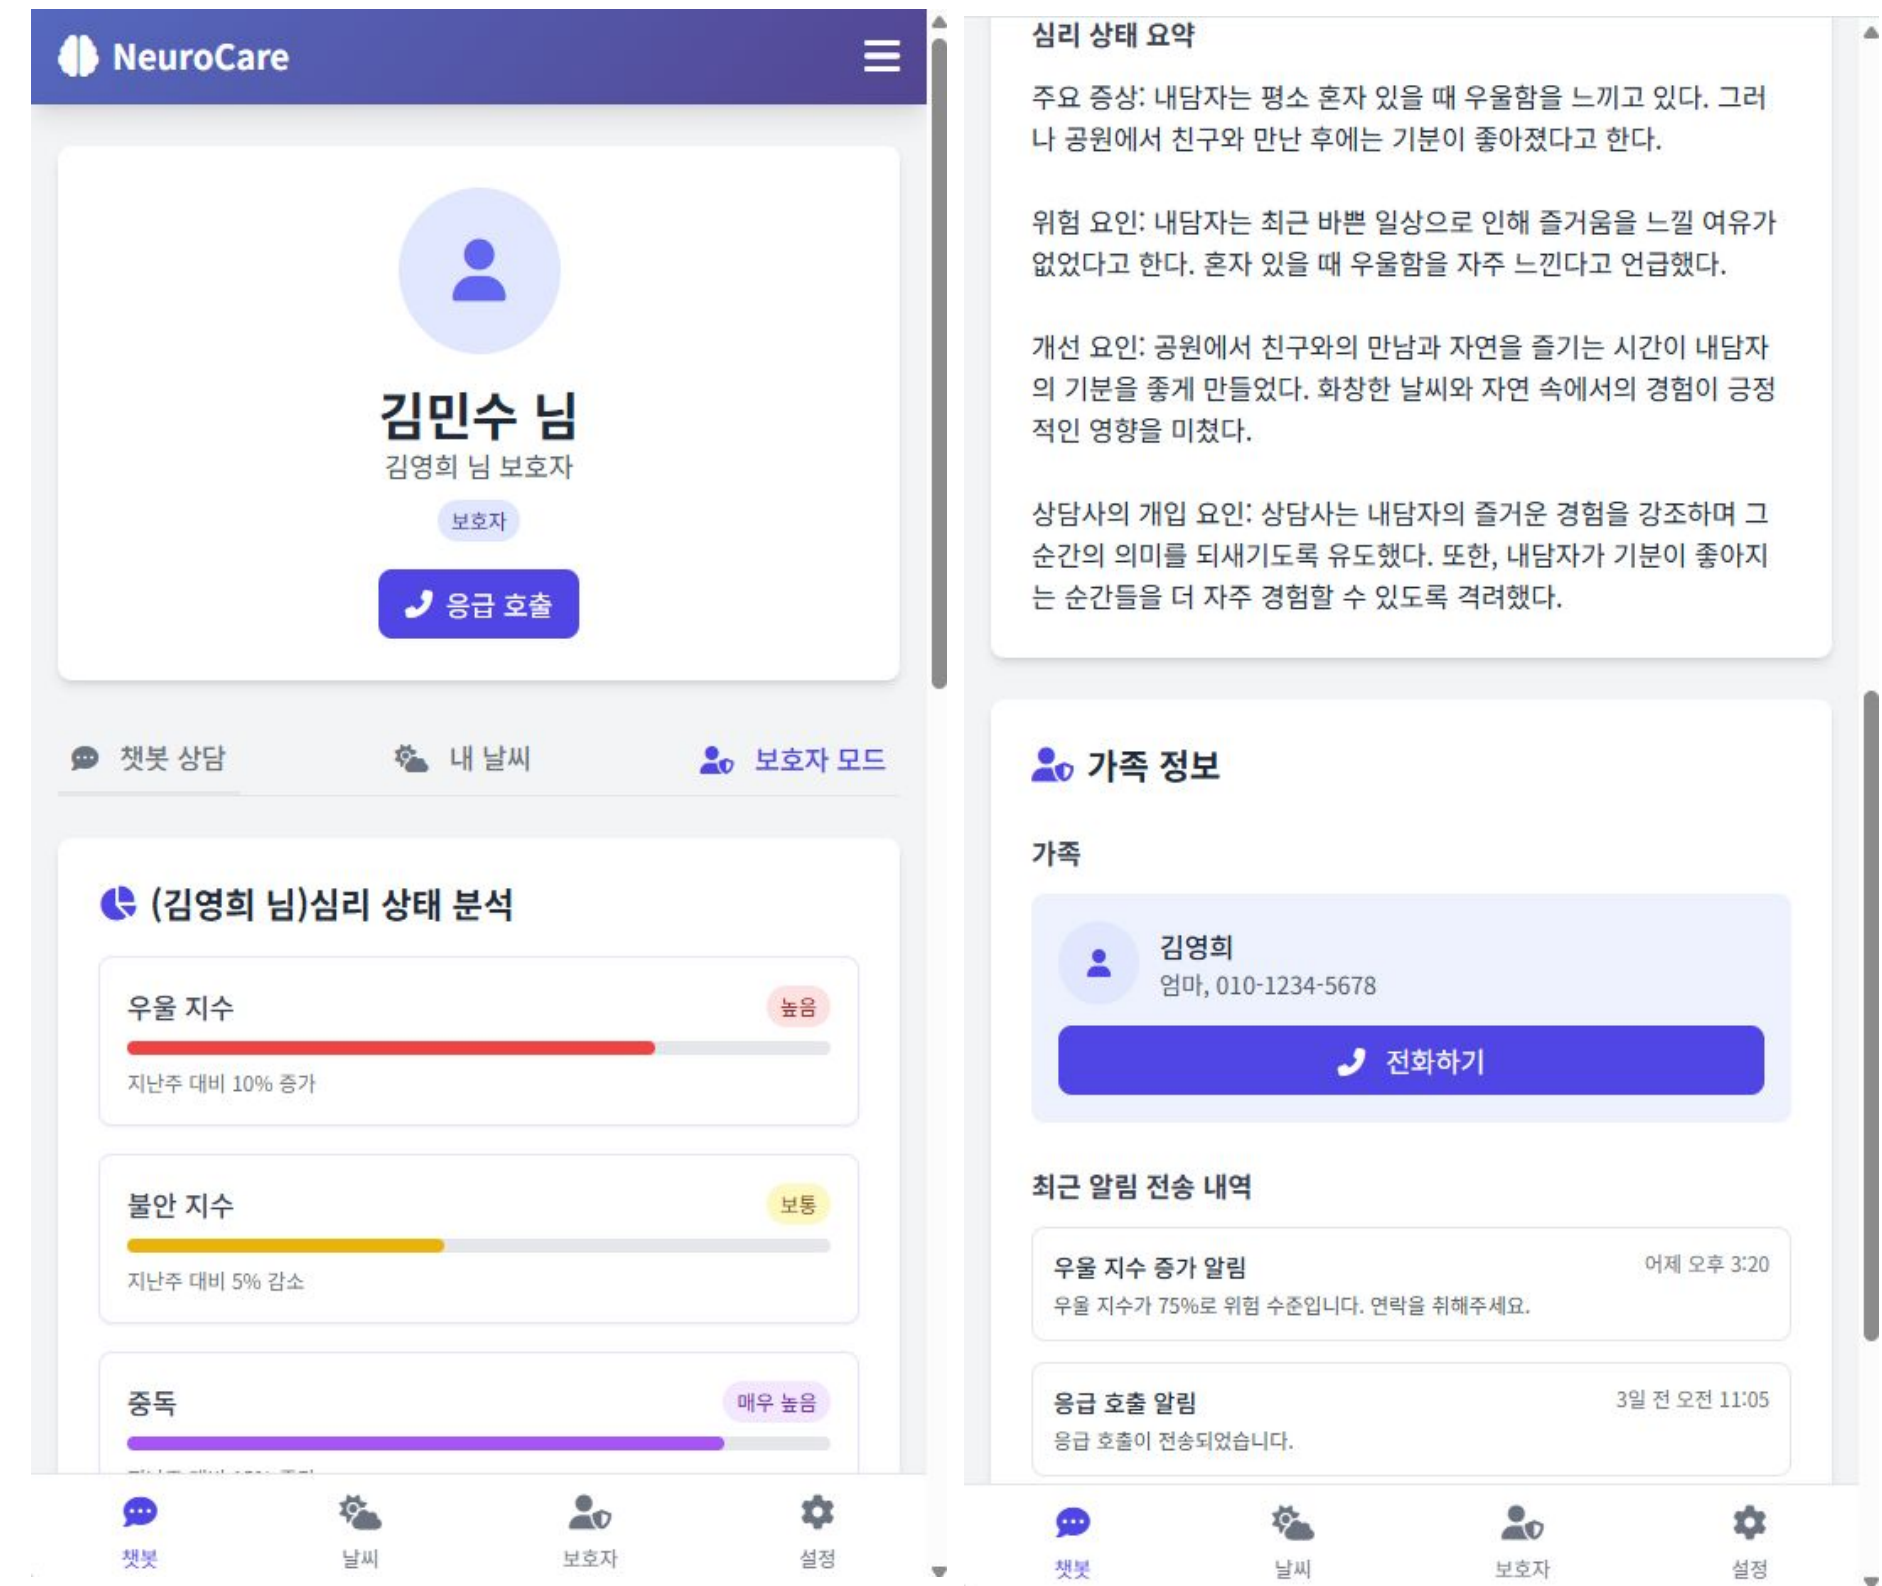 NeuroCare
김민수 님
김영희 님 보호자
보호자
응급 호출
챗봇 상담
내 날씨
보호자 모드
(김영희 님)심리 상태 분석
우울 지수
높음
지난주 대비 10% 증가
불안 지수
보통
지난주 대비 5% 감소
중독
매우 높음
챗봇
날씨
보호자
설정
심리 상태 요약
주요 증상: 내담자는 평소 혼자 있을 때 우울함을 느끼고 있다. 그러
나 공원에서 친구와 만난 후에는 기분이 좋아졌다고 한다.
위험 요인: 내담자는 최근 바쁜 일상으로 인해 즐거움을 느낄 여유가
없었다고 한다. 혼자 있을 때 우울함을 자주 느낀다고 언급했다.
개선 요인: 공원에서 친구와의 만남과 자연을 즐기는 시간이 내담자
의 기분을 좋게 만들었다. 화창한 날씨와 자연 속에서의 경험이 긍정
적인 영향을 미쳤다.
상담사의 개입 요인: 상담사는 내담자의 즐거운 경험을 강조하며 그
순간의 의미를 되새기도록 유도했다. 또한, 내담자가 기분이 좋아지
는 순간들을 더 자주 경험할 수 있도록 격려했다.
가족 정보
가족
김영희
엄마, 010-1234-5678
전화하기
최근 알림 전송 내역
우울 지수 증가 알림
어제 오후 3:20
우울 지수가 75%로 위험 수준입니다. 연락을 취해주세요.
응급 호출 알림
3일 전 오전 11:05
응급 호출이 전송되었습니다.
챗봇
날씨
보호자
설정